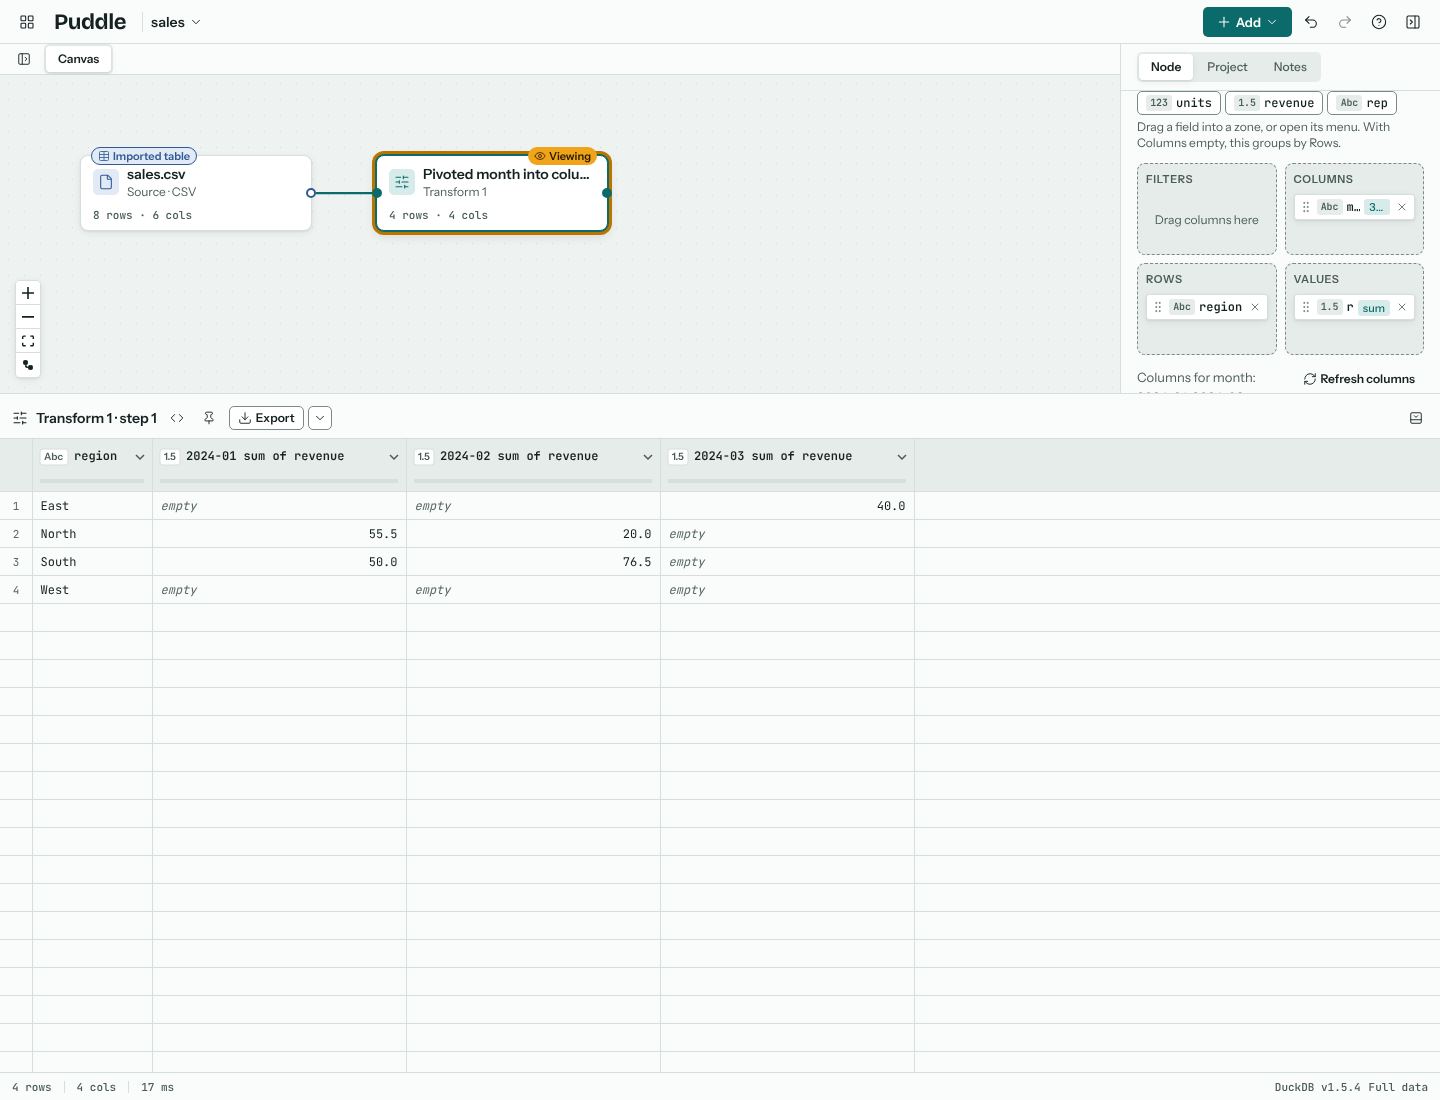 Puddle
sales
Add
Canvas
Node
Project
Notes
Imported table
sales.csv
Source · CSV
8 rows · 6 cols
Viewing
Pivoted month into colu...
Transform 1
4 rows · 4 cols
123 units
1.5 revenue
Abc rep
Drag a field into a zone, or open its menu. With
Columns empty, this groups by Rows.
FILTERS
Drag columns here
COLUMNS
Abc m... 3...
ROWS
Abc region
VALUES
1.5 r sum
Columns for month:
Refresh columns
Transform 1 · step 1
Export
Abc region
1.5 2024-01 sum of revenue
1.5 2024-02 sum of revenue
1.5 2024-03 sum of revenue
1 East empty empty 40.0
2 North 55.5 20.0 empty
3 South 50.0 76.5 empty
4 West empty empty empty
4 rows
4 cols
17 ms
DuckDB v1.5.4 Full data